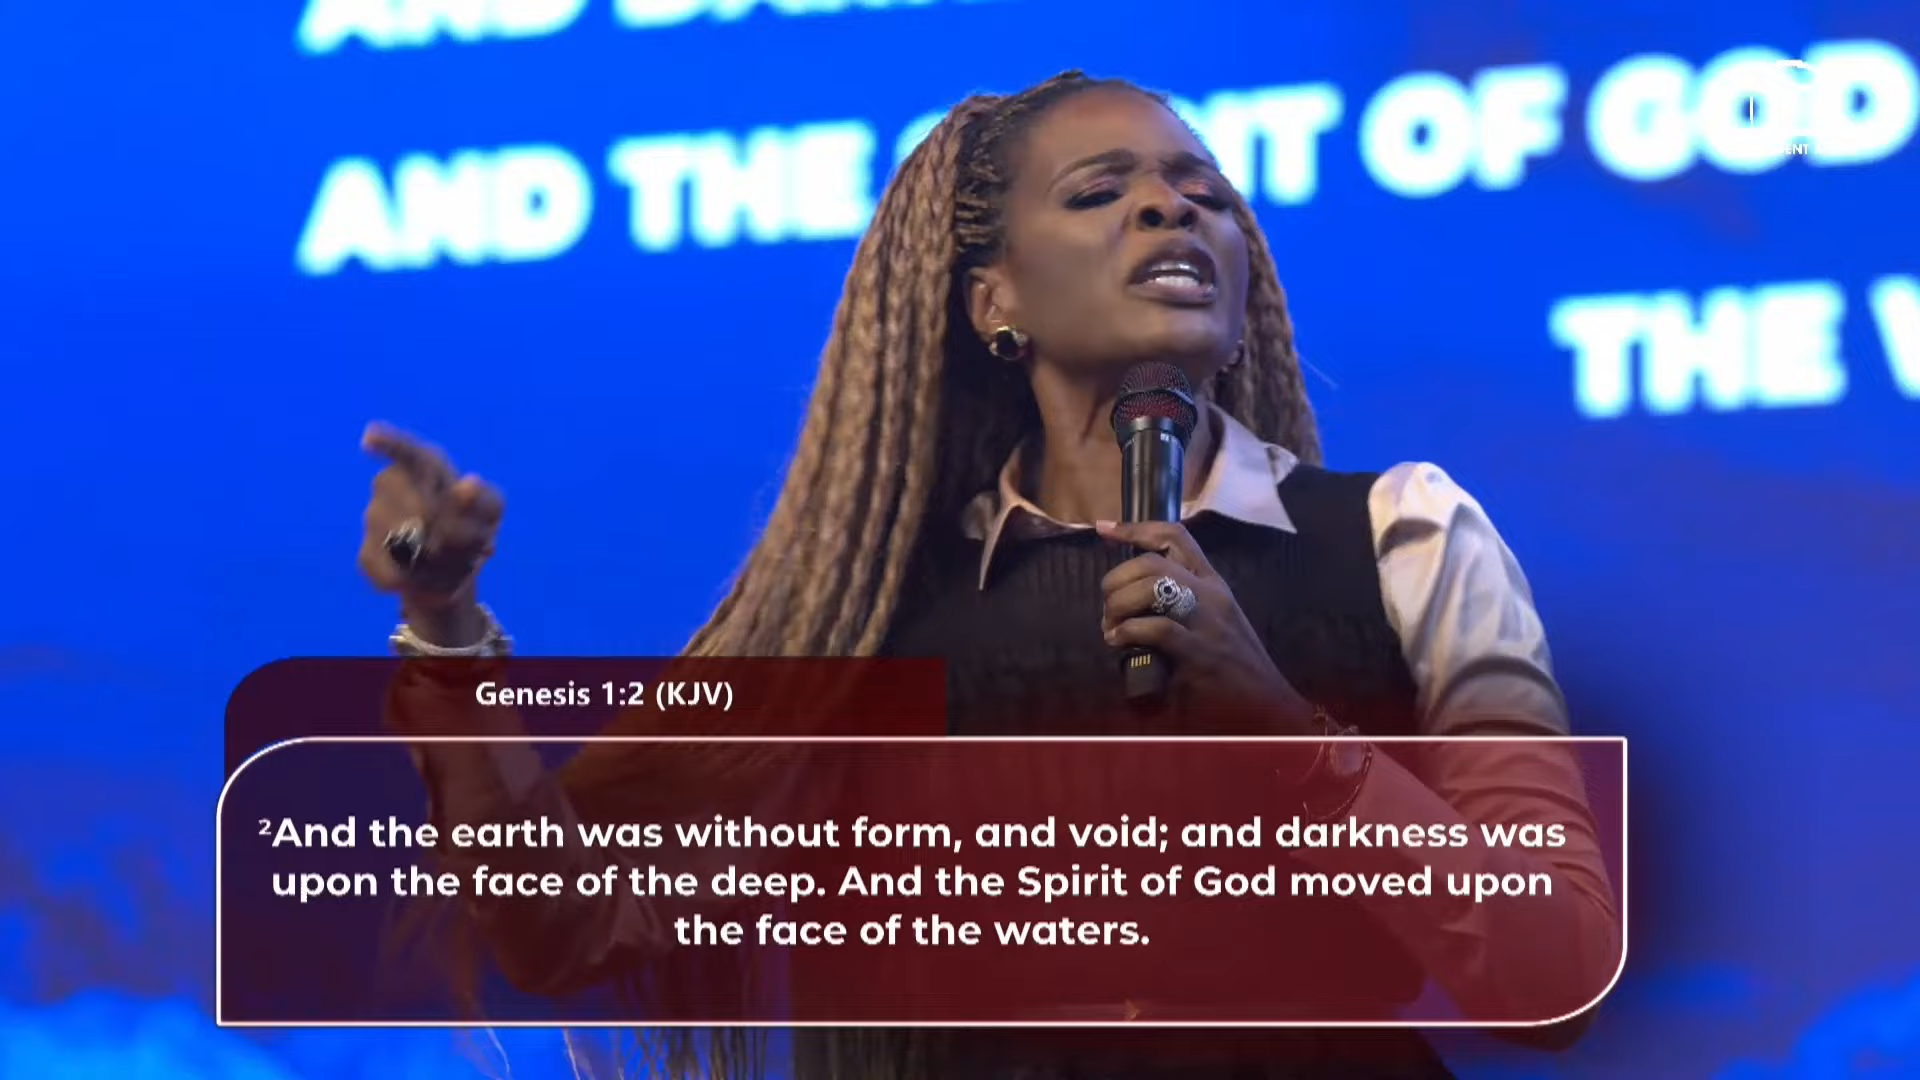 AND THE OF GOD
THE
Genesis 1:2 (KJV)
²And the earth was without form, and void; and darkness was
upon the face of the deep. And the Spirit of God moved upon
the face of the waters.